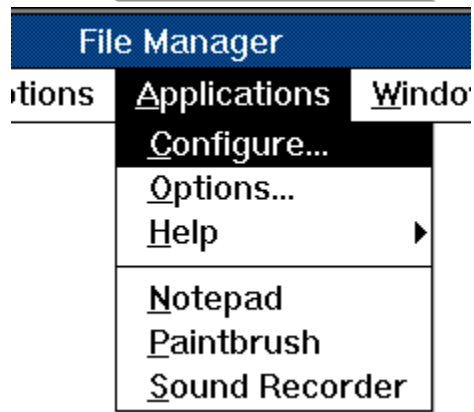 File Manager
tions Applications Windo
Configure...
Options...
Help
Notepad
Paintbrush
Sound Recorder